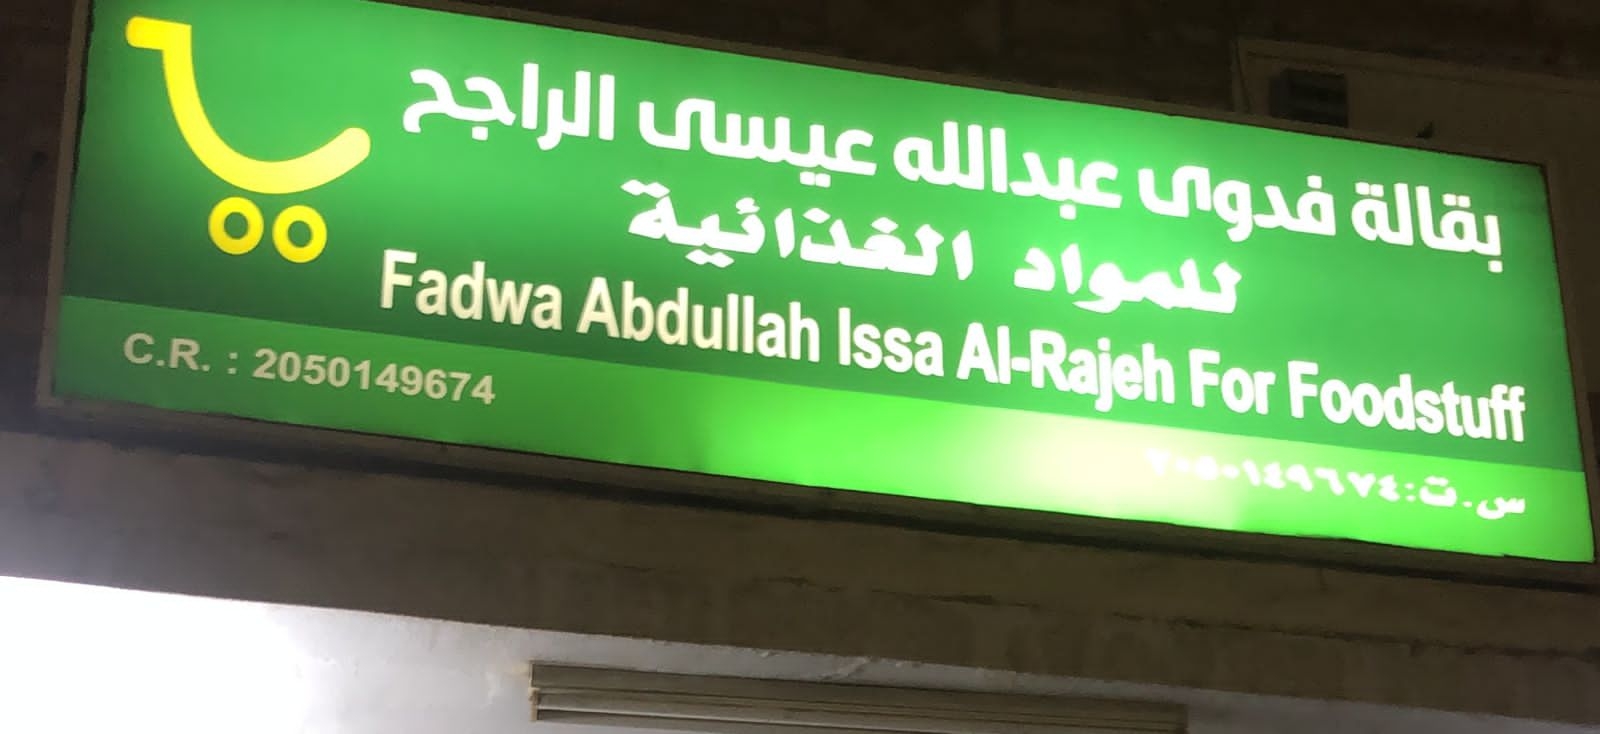 بقالة فدوى عبدالله عيسى الراجح
للمواد الغذائية
Fadwa Abdullah Issa Al-Rajeh For Foodstuff
C.R. : 2050149674
س.ت:٢٠٥٠١٤٩٦٧٤